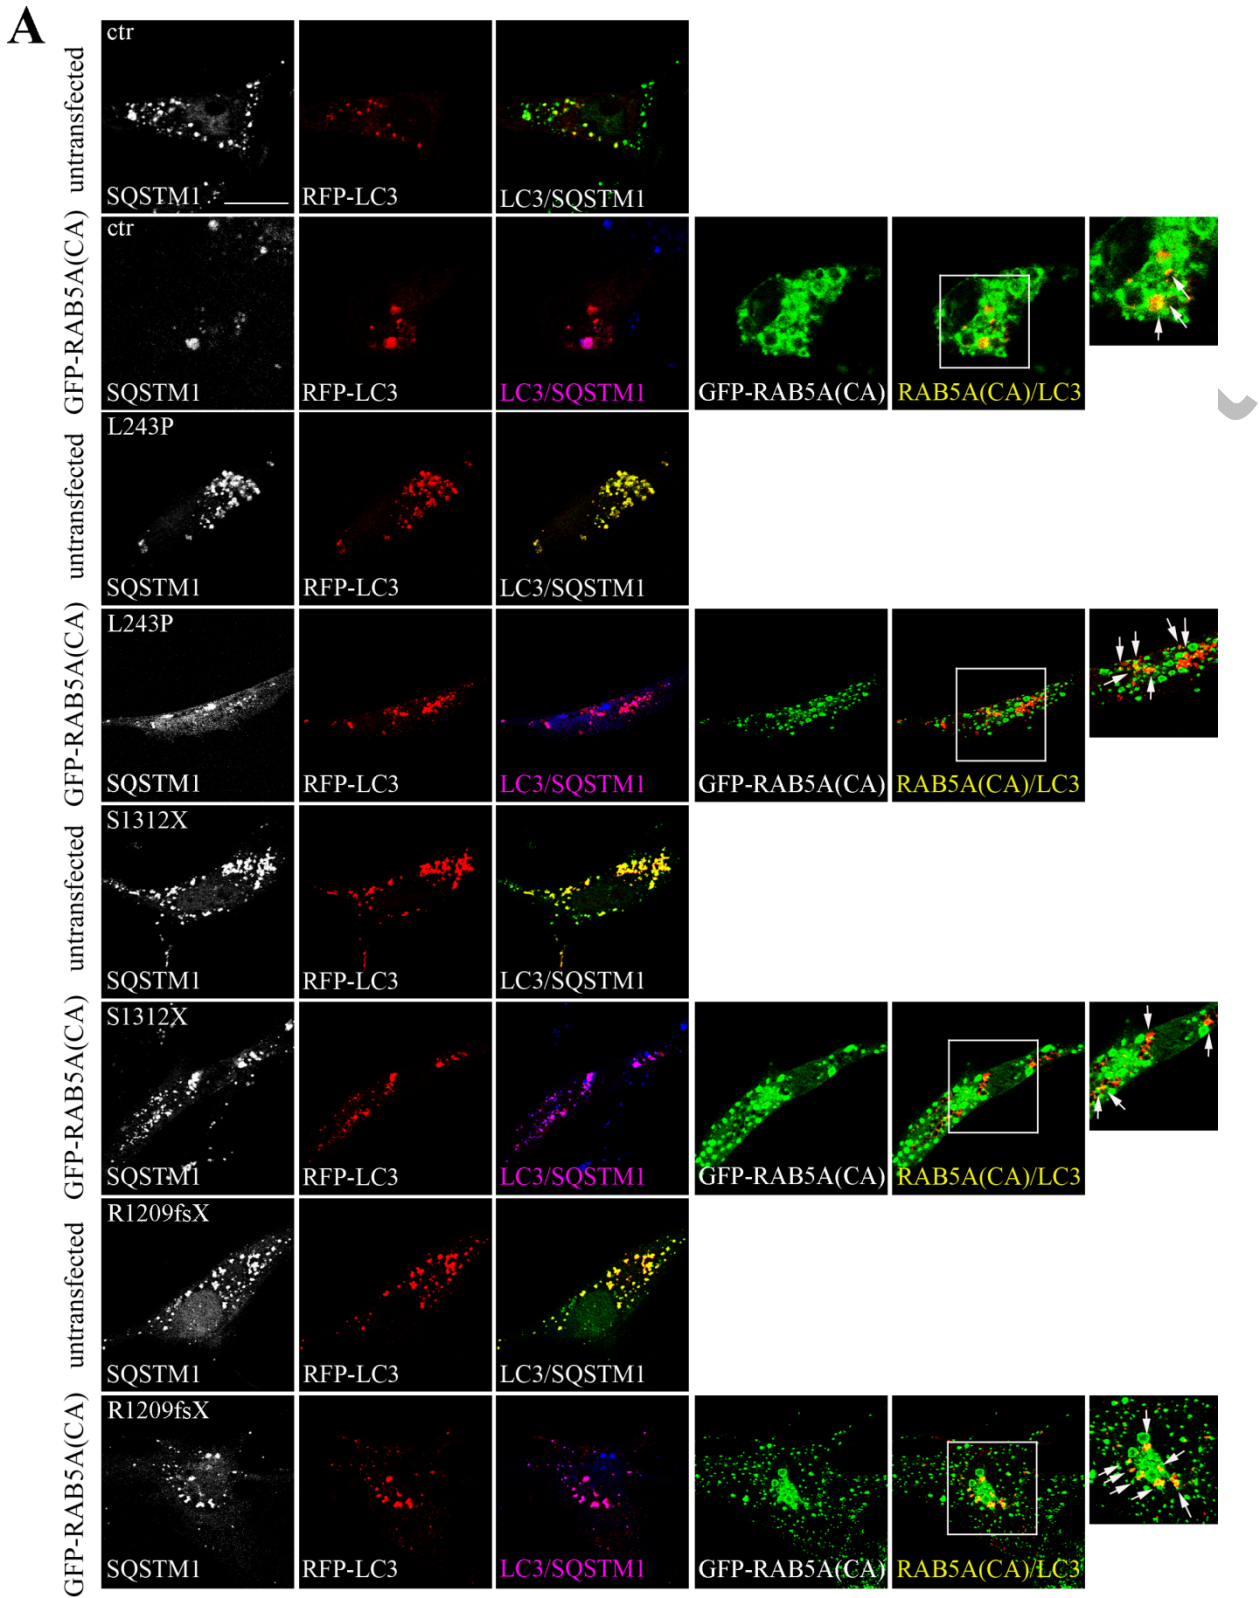 A
untransfected
ctr
SQSTM1
RFP-LC3
LC3/SQSTM1
GFP-RAB5A(CA)
ctr
SQSTM1
RFP-LC3
LC3/SQSTM1
GFP-RAB5A(CA)
RAB5A(CA)/LC3
untransfected
L243P
SQSTM1
RFP-LC3
LC3/SQSTM1
GFP-RAB5A(CA)
L243P
SQSTM1
RFP-LC3
LC3/SQSTM1
GFP-RAB5A(CA)
RAB5A(CA)/LC3
untransfected
S1312X
SQSTM1
RFP-LC3
LC3/SQSTM1
GFP-RAB5A(CA)
S1312X
SQSTM1
RFP-LC3
LC3/SQSTM1
GFP-RAB5A(CA)
RAB5A(CA)/LC3
untransfected
R1209fsX
SQSTM1
RFP-LC3
LC3/SQSTM1
GFP-RAB5A(CA)
R1209fsX
SQSTM1
RFP-LC3
LC3/SQSTM1
GFP-RAB5A(CA)
RAB5A(CA)/LC3